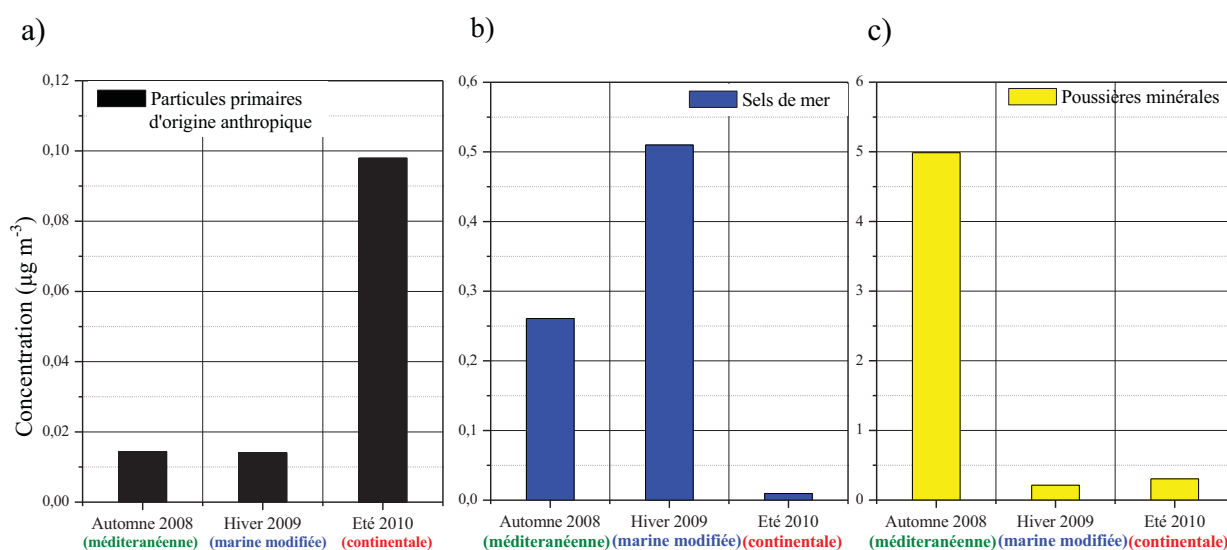 a)
b)
c)
Concentration (µg m-3)
0,12
0,10
0,08
0,06
0,04
0,02
0,00
Particules primaires
d'origine anthropique
Automne 2008
(méditeranéenne)
Hiver 2009
(marine modifiée)
Eté 2010
(continentale)
0,6
0,5
0,4
0,3
0,2
0,1
0,0
Sels de mer
Automne 2008
(méditeranéenne)
Hiver 2009
(marine modifiée)
Eté 2010
(continentale)
6
5
4
3
2
1
0
Poussières minérales
Automne 2008
(méditeranéenne)
Hiver 2009
(marine modifiée)
Eté 2010
(continentale)